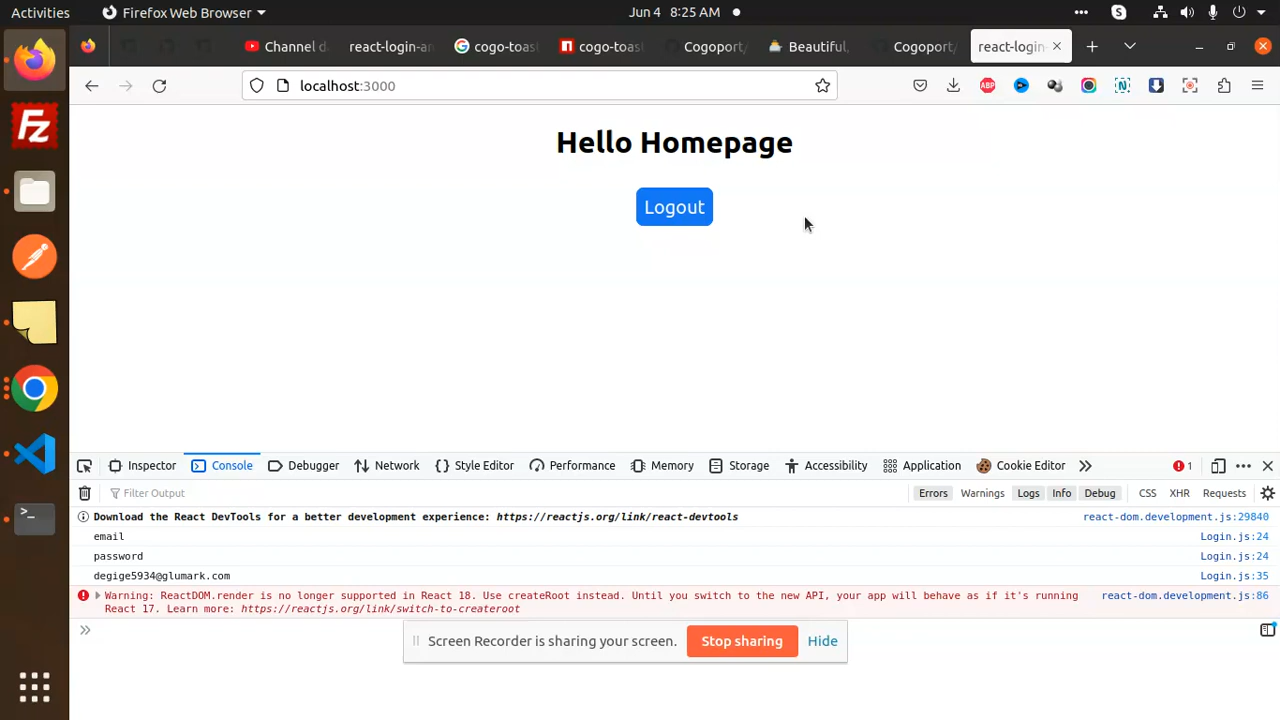 Activities
Firefox Web Browser
Jun 4 8:25 AM
Channel d
react-login-an
cogo-toast
cogo-toast
Cogoport/
Beautiful,
Cogoport/
react-login-
localhost:3000
ABP
N
Hello Homepage
Logout
Inspector
Console
Debugger
Network
Style Editor
Performance
Memory
Storage
Accessibility
Application
Cookie Editor
1
Filter Output
Errors
Warnings
Logs
Info
Debug
CSS
XHR
Requests
Download the React DevTools for a better development experience: https://reactjs.org/link/react-devtools
react-dom.development.js:29840
email
Login.js:24
password
Login.js:24
degige5934@glumark.com
Login.js:35
Warning: ReactDOM.render is no longer supported in React 18. Use createRoot instead. Until you switch to the new API, your app will behave as if it's running
React 17. Learn more: https://reactjs.org/link/switch-to-createroot
react-dom.development.js:86
Screen Recorder is sharing your screen.
Stop sharing
Hide